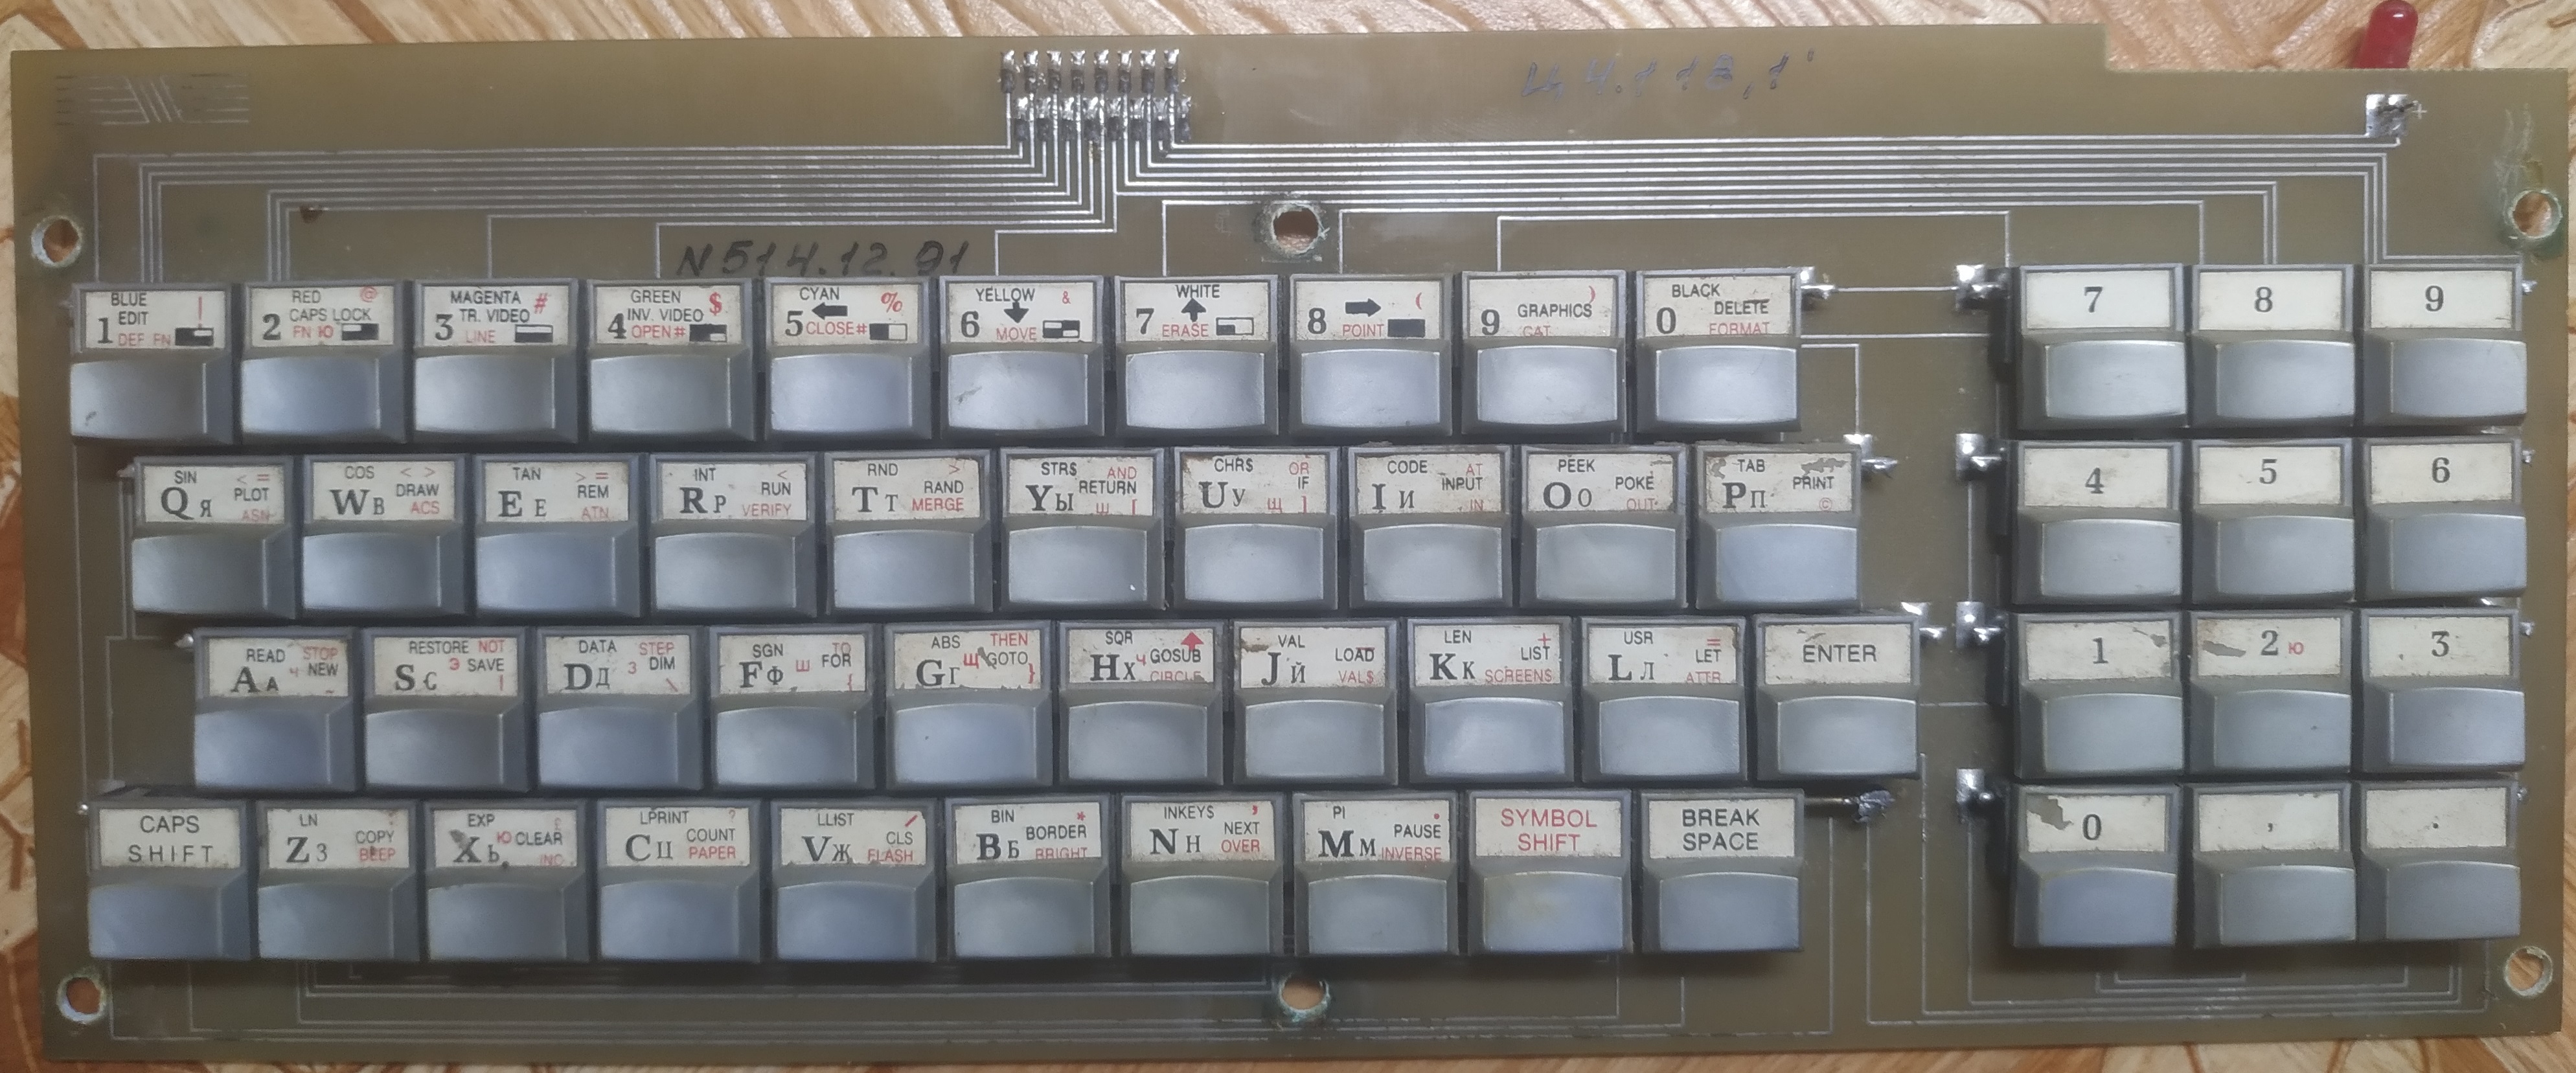 N514.12.91
BLUE !
EDIT
1 DEF FN
RED @
CAPS LOCK
2 FN Ю
MAGENTA #
TR. VIDEO
3 LINE
GREEN $
INV. VIDEO
4 OPEN#
CYAN %
5 CLOSE#
YELLOW &
6 MOVE
WHITE
7 ERASE
(
8 POINT
)
GRAPHICS
9 CAT
BLACK
DELETE
0 FORMAT
7
8
9
SIN < =
PLOT
Q Я ASN
COS < >
DRAW
W В ACS
TAN > =
REM
E Е ATN
INT <
RUN
R Р VERIFY
RND >
RAND
T Т MERGE
STR$ AND
RETURN
Y Ы Ш [
CHR$ OR
IF
U У Щ ]
CODE AT
INPUT
I И IN
PEEK
POKE
O О OUT
TAB
PRINT
P П ©
4
5
6
READ STOP
Ч NEW
A А
RESTORE NOT
Э SAVE
S С |
DATA STEP
З DIM
D Д \
SGN TO
Ш FOR
F Ф {
ABS THEN
Щ GOTO
G Г }
SQR
Ч GOSUB
H Х CIRCLE
VAL
LOAD
J Й VAL$
LEN +
LIST
K К SCREEN$
USR =
LET
L Л ATTR
ENTER
1
2 Ю
3
CAPS
SHIFT
LN :
COPY
Z З BEEP
EXP £
Ю CLEAR
X Ь INC
LPRINT ?
COUNT
C Ц PAPER
LLIST /
CLS
V Ж FLASH
BIN *
BORDER
B Б BRIGHT
INKEYS ,
NEXT
N Н OVER
PI .
PAUSE
M М INVERSE
SYMBOL
SHIFT
BREAK
SPACE
0
,
.